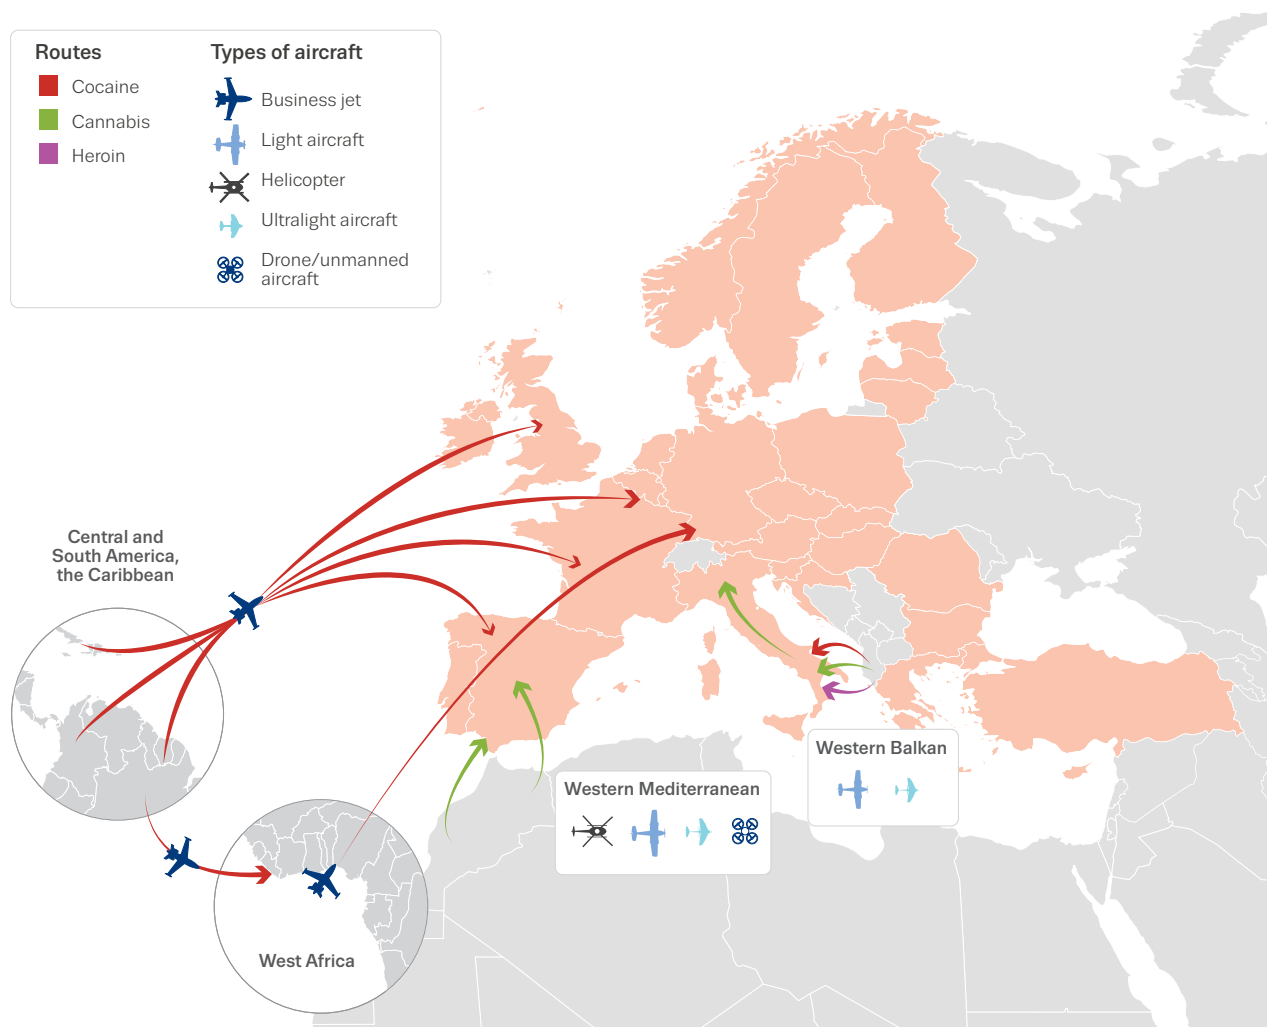 Routes
Cocaine
Cannabis
Heroin
Types of aircraft
Business jet
Light aircraft
Helicopter
Ultralight aircraft
Drone/unmanned
aircraft
Central and
South America,
the Caribbean
West Africa
Western Mediterranean
Western Balkan